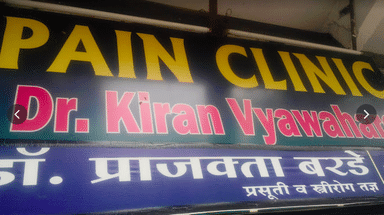 PAIN CLINIC
Dr. Kiran Vyawahar
डॉ. प्राजक्ता बरडे
प्रसूती व स्त्रीरोग तज्ञ